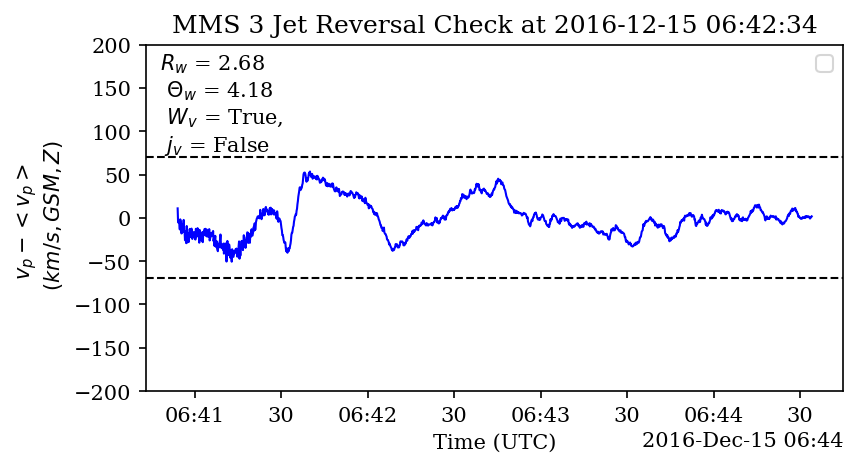 MMS 3 Jet Reversal Check at 2016-12-15 06:42:34
R_w = 2.68
Θ_w = 4.18
W_v = True,
j_v = False
v_p − <v_p>
(km/s, GSM, Z)
200
150
100
50
0
−50
−100
−150
−200
06:41 30 06:42 30 06:43 30 06:44 30
Time (UTC)
2016-Dec-15 06:44